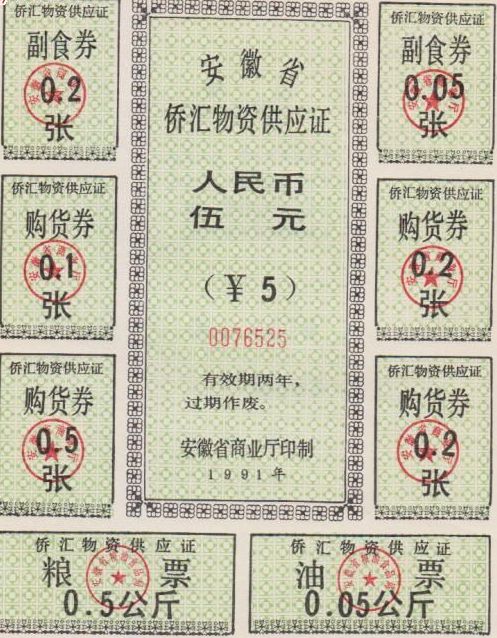 侨汇物资供应证
副食券
0.2
张
侨汇物资供应证
购货券
0.1
张
侨汇物资供应证
购货券
0.5
张
安徽省
侨汇物资供应证
人民币
伍元
(¥5)
0076525
有效期两年，
过期作废。
安徽省商业厅印制
1991年
侨汇物资供应证
副食券
0.05
张
侨汇物资供应证
购货券
0.2
张
侨汇物资供应证
购货券
0.2
张
侨汇物资供应证
粮票
0.5公斤
侨汇物资供应证
油票
0.05公斤